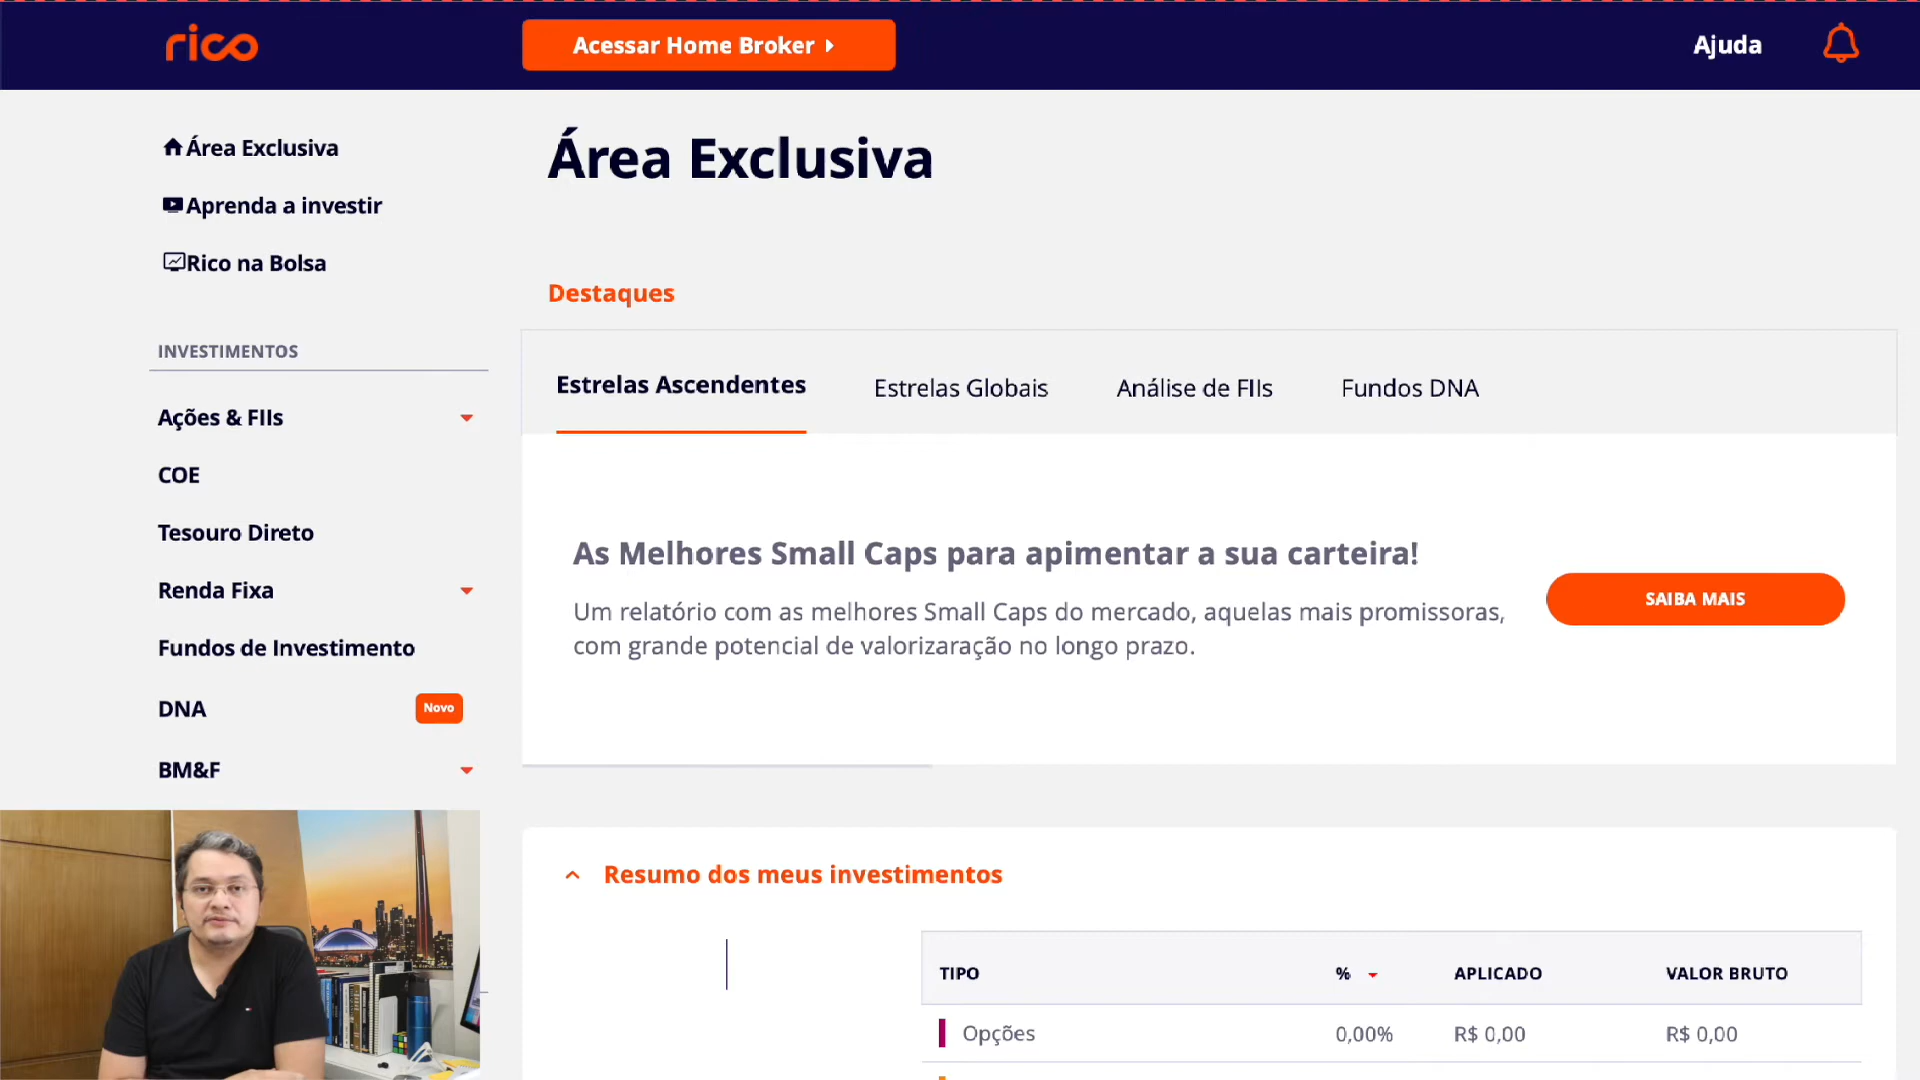 rico
Acessar Home Broker
Ajuda
Área Exclusiva
Aprenda a investir
Rico na Bolsa
INVESTIMENTOS
Ações & FIIs
COE
Tesouro Direto
Renda Fixa
Fundos de Investimento
DNA
Novo
BM&F
Área Exclusiva
Destaques
Estrelas Ascendentes
Estrelas Globais
Análise de FIIs
Fundos DNA
As Melhores Small Caps para apimentar a sua carteira!
Um relatório com as melhores Small Caps do mercado, aquelas mais promissoras,
com grande potencial de valorizaração no longo prazo.
SAIBA MAIS
Resumo dos meus investimentos
TIPO % APLICADO VALOR BRUTO
Opções 0,00% R$ 0,00 R$ 0,00